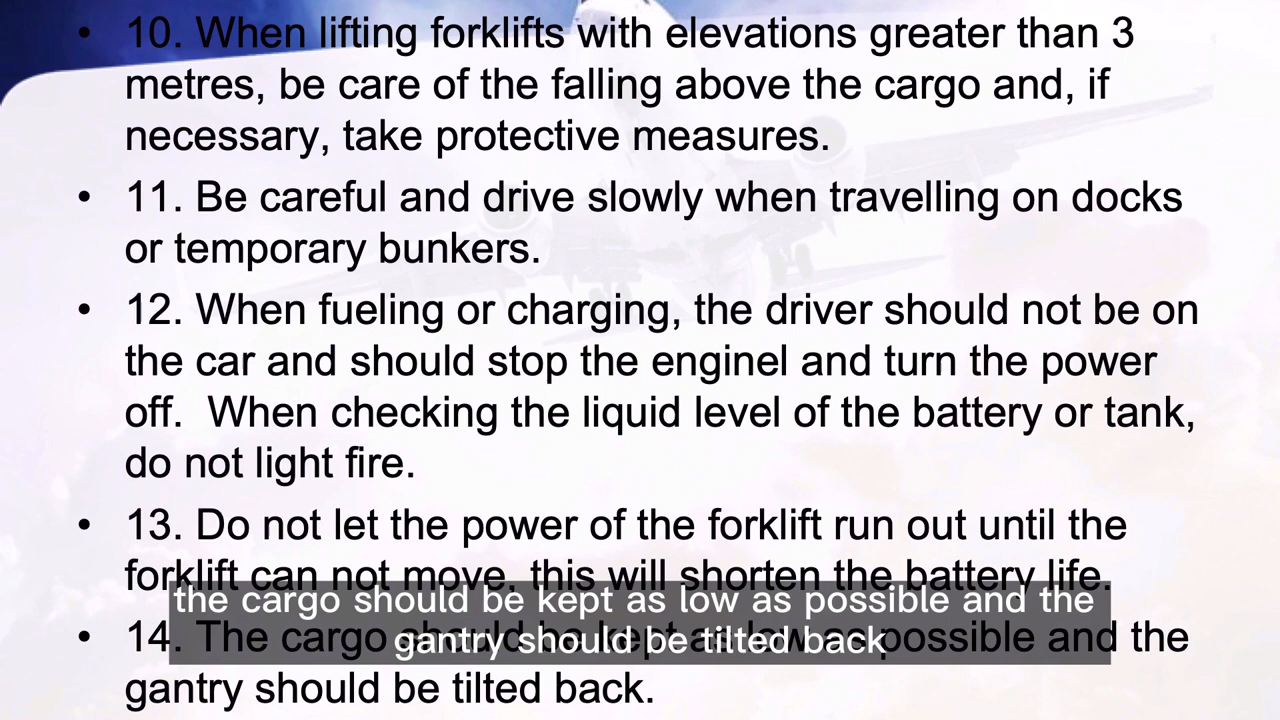 • 10. When lifting forklifts with elevations greater than 3
metres, be care of the falling above the cargo and, if
necessary, take protective measures.
• 11. Be careful and drive slowly when travelling on docks
or temporary bunkers.
• 12. When fueling or charging, the driver should not be on
the car and should stop the enginel and turn the power
off.  When checking the liquid level of the battery or tank,
do not light fire.
• 13. Do not let the power of the forklift run out until the
forklift can not move, this will shorten the battery life.
• 14. The cargo should be kept as low as possible and the
gantry should be tilted back.
the cargo should be kept as low as possible and the
gantry should be tilted back